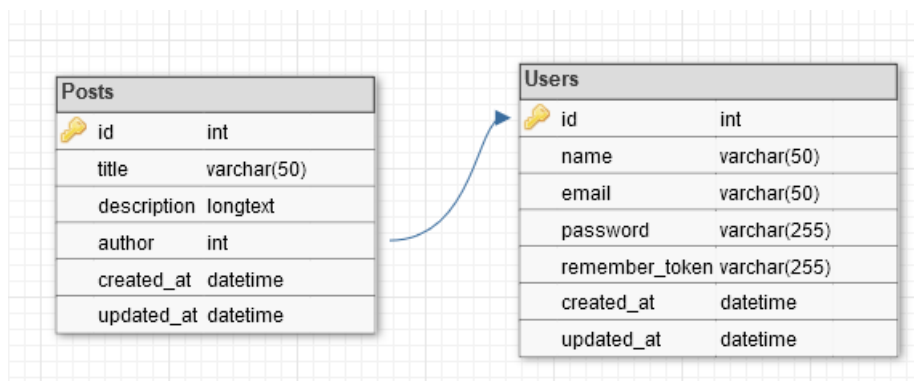 Posts
id int
title varchar(50)
description longtext
author int
created_at datetime
updated_at datetime
Users
id int
name varchar(50)
email varchar(50)
password varchar(255)
remember_token varchar(255)
created_at datetime
updated_at datetime